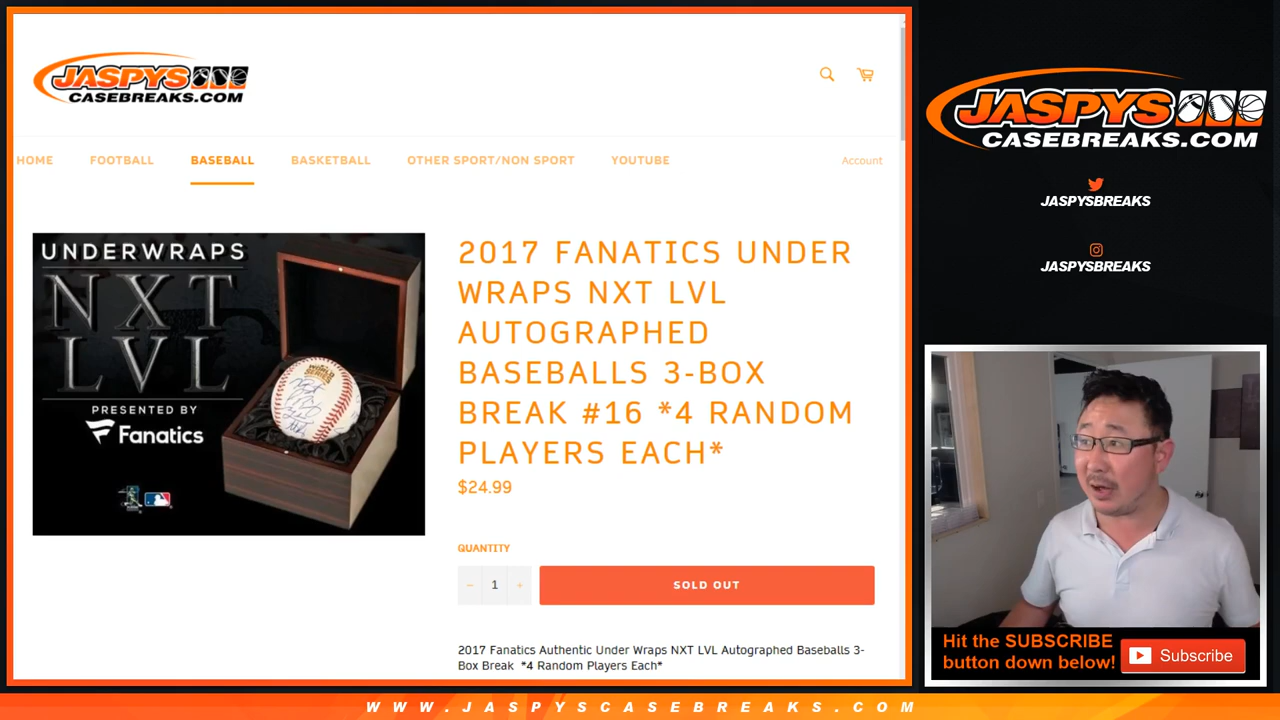 JASPYS
CASEBREAKS.COM
HOME
FOOTBALL
BASEBALL
BASKETBALL
OTHER SPORT/NON SPORT
YOUTUBE
Account
UNDERWRAPS
NXT
LVL
PRESENTED BY
Fanatics
WORLD
SERIES
2017 FANATICS UNDER
WRAPS NXT LVL
AUTOGRAPHED
BASEBALLS 3-BOX
BREAK #16 *4 RANDOM
PLAYERS EACH*
$24.99
QUANTITY
− 1 +
SOLD OUT
2017 Fanatics Authentic Under Wraps NXT LVL Autographed Baseballs 3-
Box Break *4 Random Players Each*
JASPYS
CASEBREAKS.COM
JASPYSBREAKS
JASPYSBREAKS
Hit the SUBSCRIBE
button down below!
Subscribe
WWW.JASPYSCASEBREAKS.COM